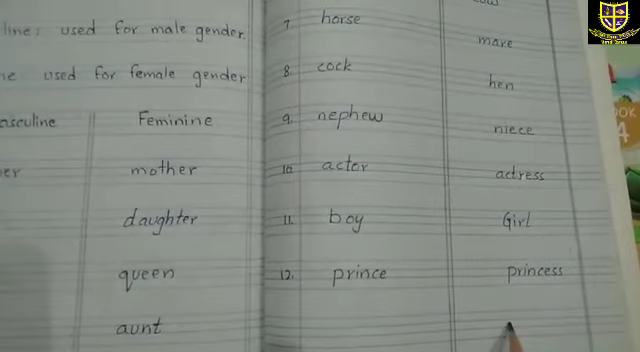 line: used for male gender.
ne used for female gender
asculine Feminine
er mother
daughter
queen
aunt
7 horse mare
8. cock hen
9. nephew niece
10. actor actress
11. boy Girl
12. prince princess